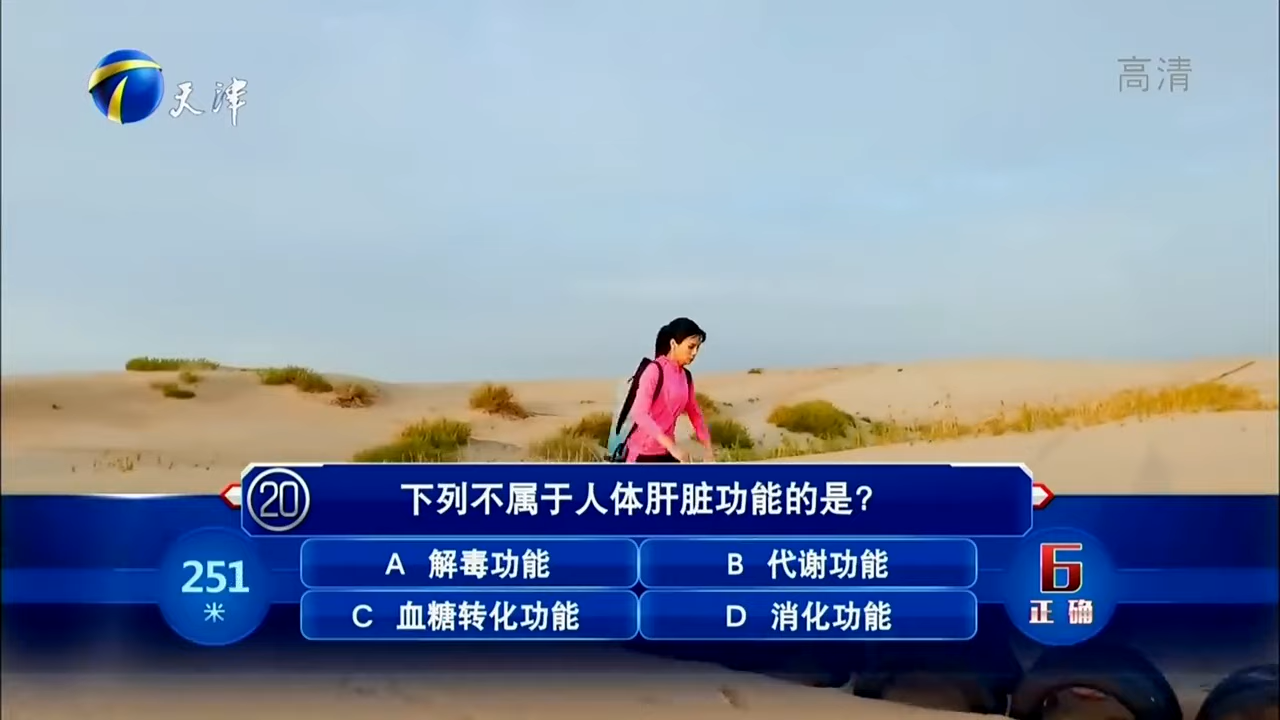 天津
高清
20
下列不属于人体肝脏功能的是?
A 解毒功能
B 代谢功能
C 血糖转化功能
D 消化功能
251
米
6
正确